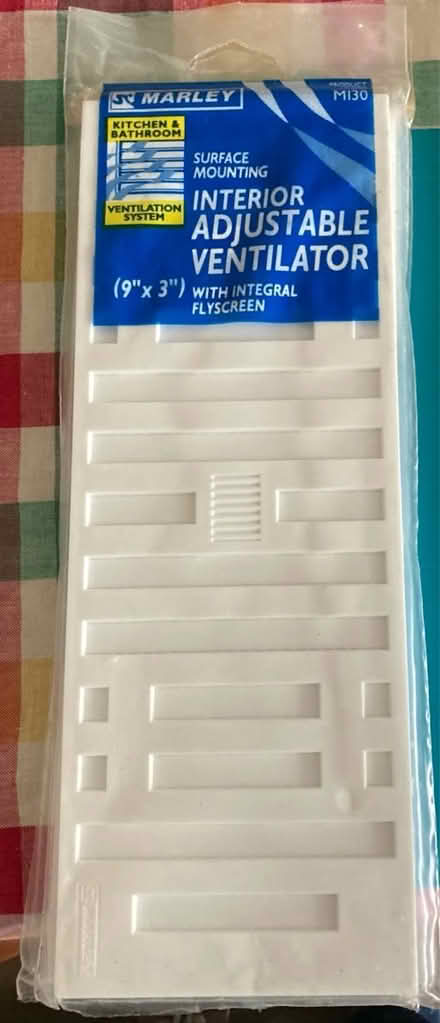 MARLEY
PRODUCT
M130
KITCHEN &
BATHROOM
VENTILATION
SYSTEM
SURFACE
MOUNTING
INTERIOR
ADJUSTABLE
VENTILATOR
(9" x 3") WITH INTEGRAL
FLYSCREEN